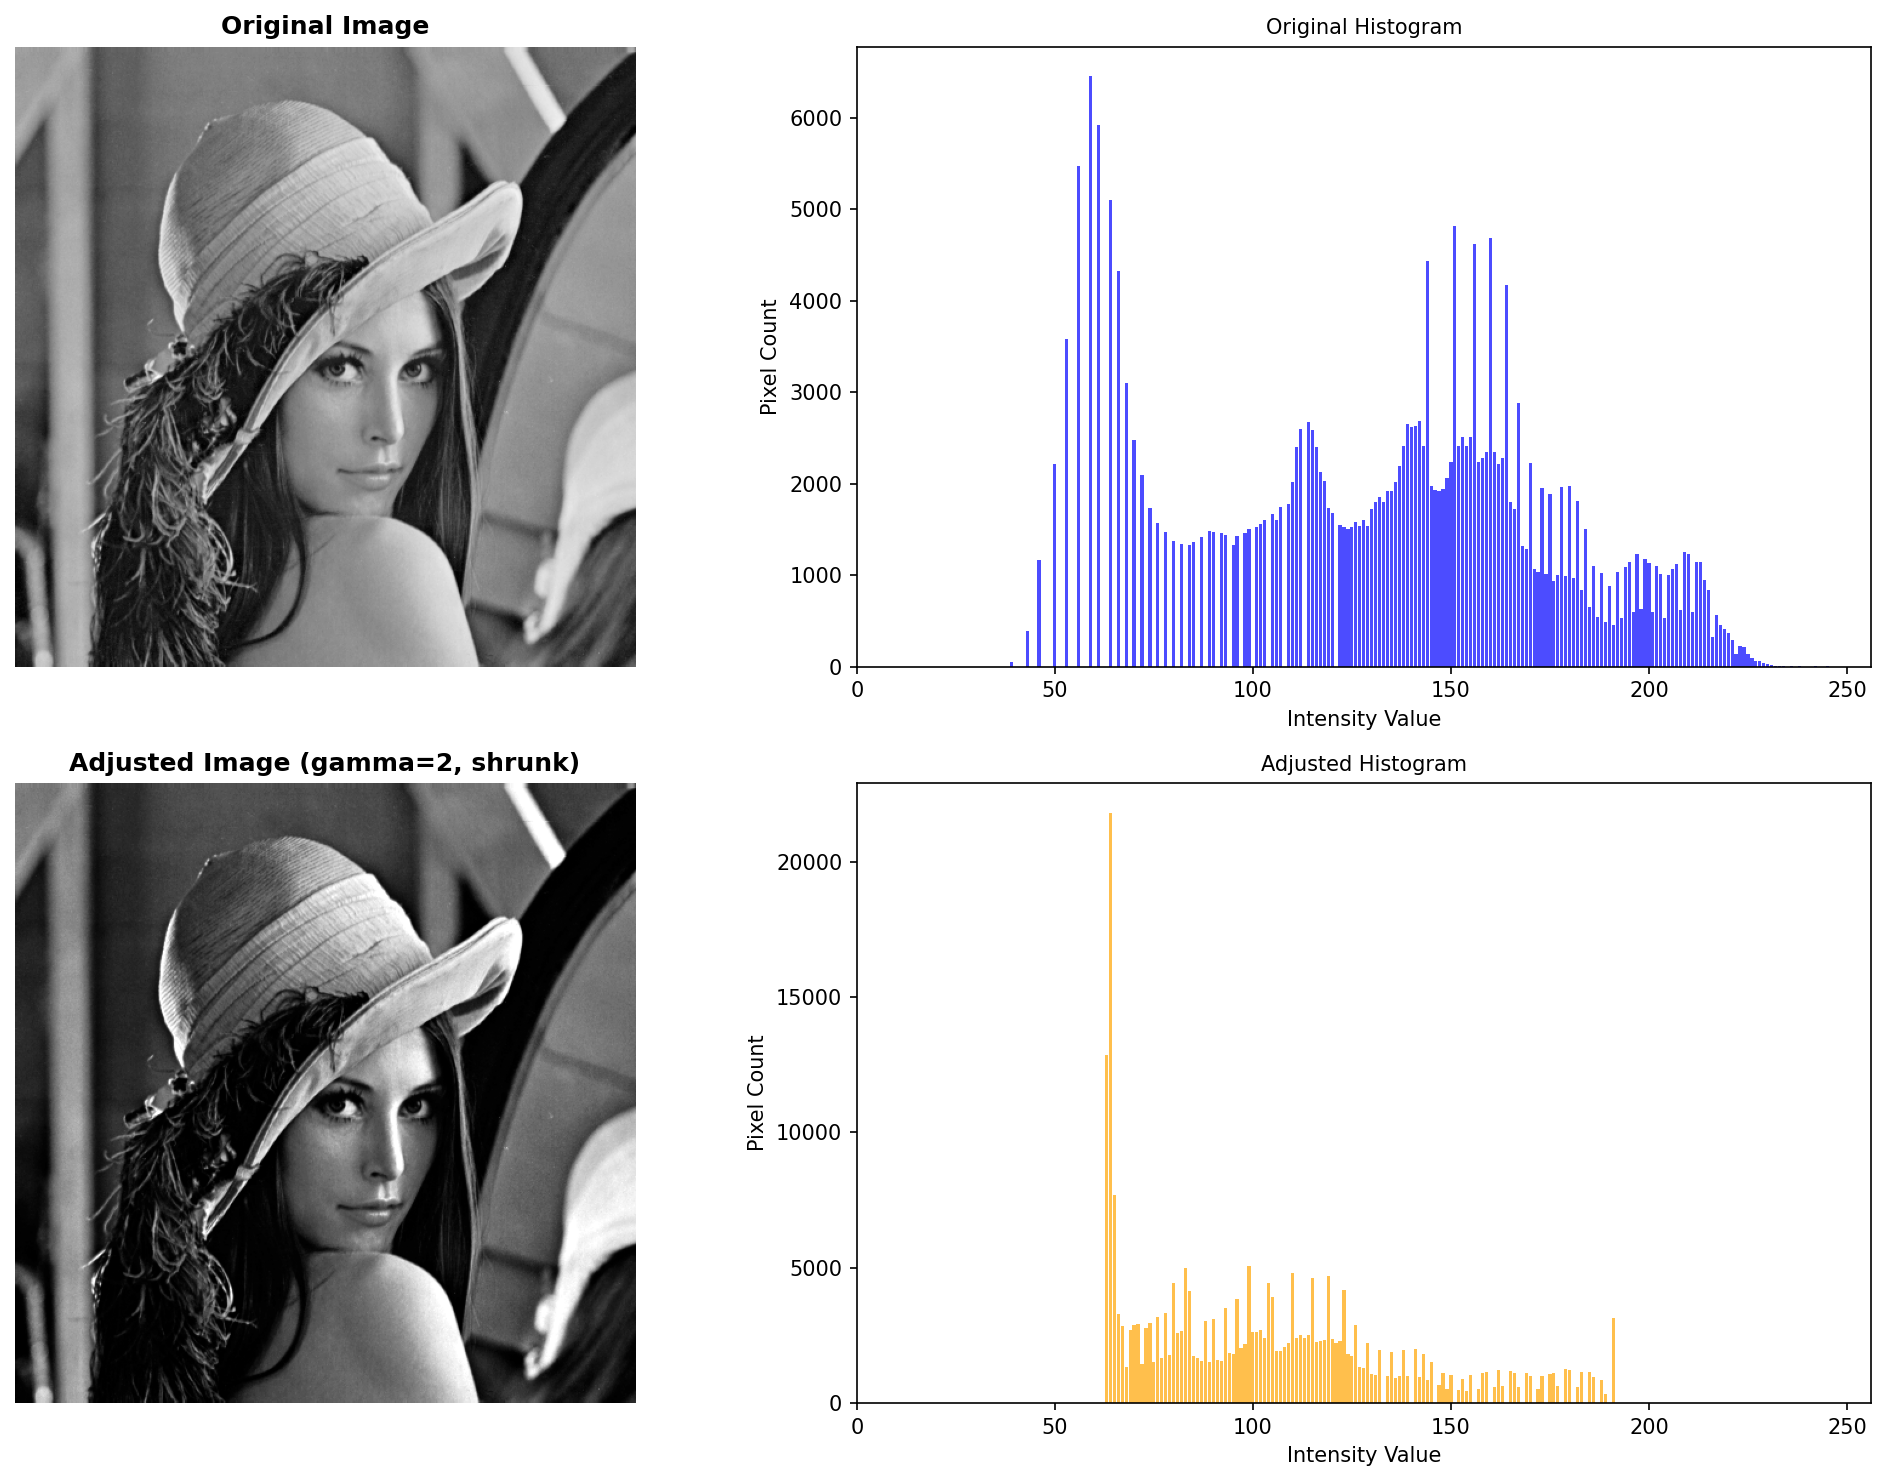 Original Image
Original Histogram
Pixel Count
6000
5000
4000
3000
2000
1000
0
0 50 100 150 200 250
Intensity Value
Adjusted Image (gamma=2, shrunk)
Adjusted Histogram
Pixel Count
20000
15000
10000
5000
0
0 50 100 150 200 250
Intensity Value